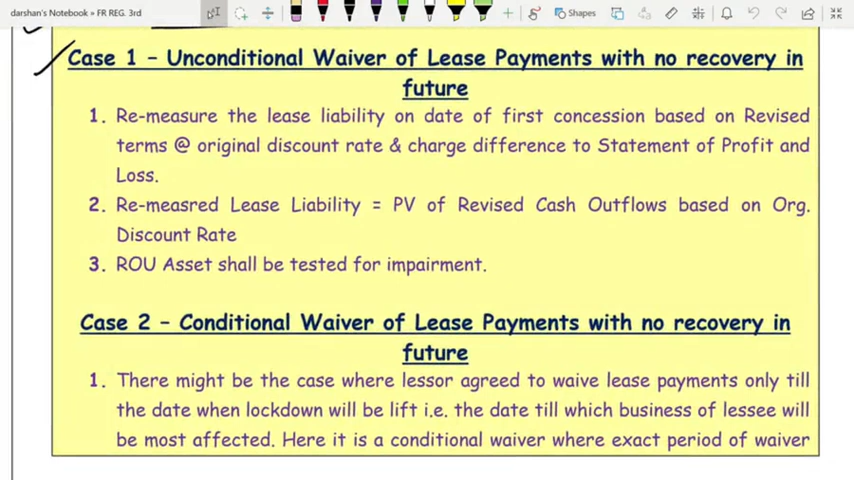 darshan's Notebook » FR REG. 3rd
Shapes
Case 1 – Unconditional Waiver of Lease Payments with no recovery in
future
1. Re-measure the lease liability on date of first concession based on Revised
terms @ original discount rate & charge difference to Statement of Profit and
Loss.
2. Re-measred Lease Liability = PV of Revised Cash Outflows based on Org.
Discount Rate
3. ROU Asset shall be tested for impairment.
Case 2 – Conditional Waiver of Lease Payments with no recovery in
future
1. There might be the case where lessor agreed to waive lease payments only till
the date when lockdown will be lift i.e. the date till which business of lessee will
be most affected. Here it is a conditional waiver where exact period of waiver